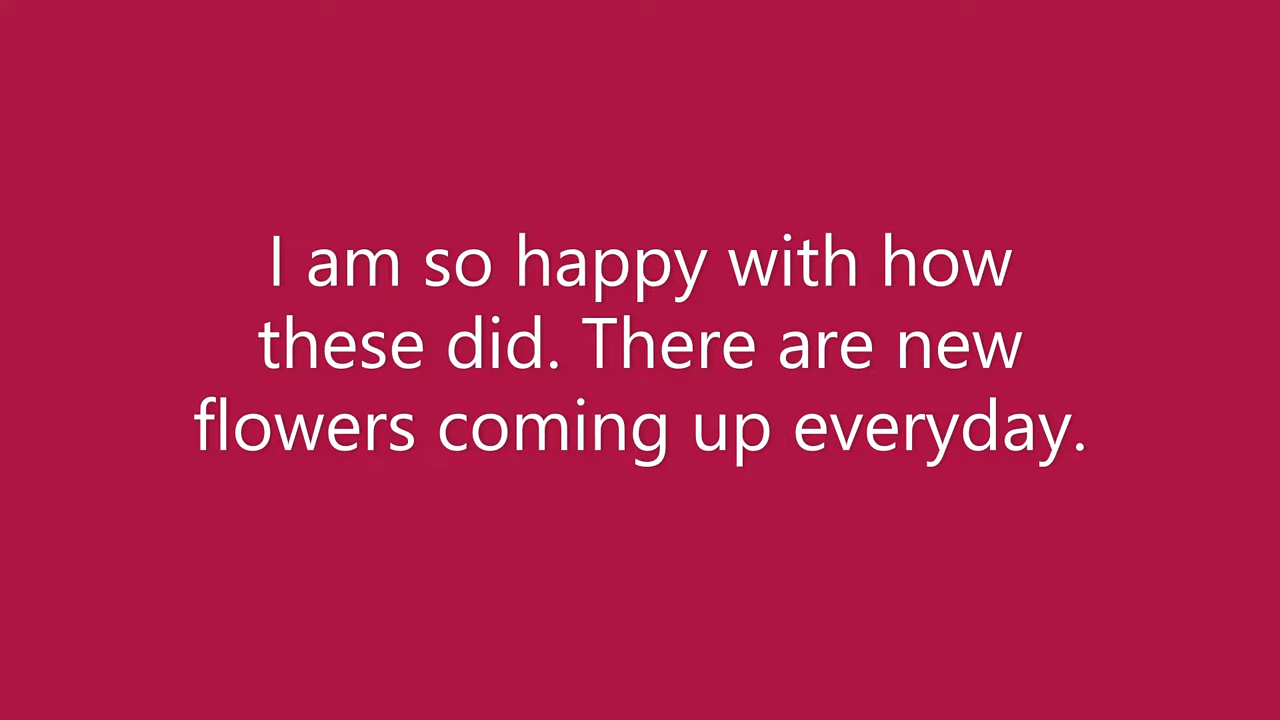 I am so happy with how
these did. There are new
flowers coming up everyday.